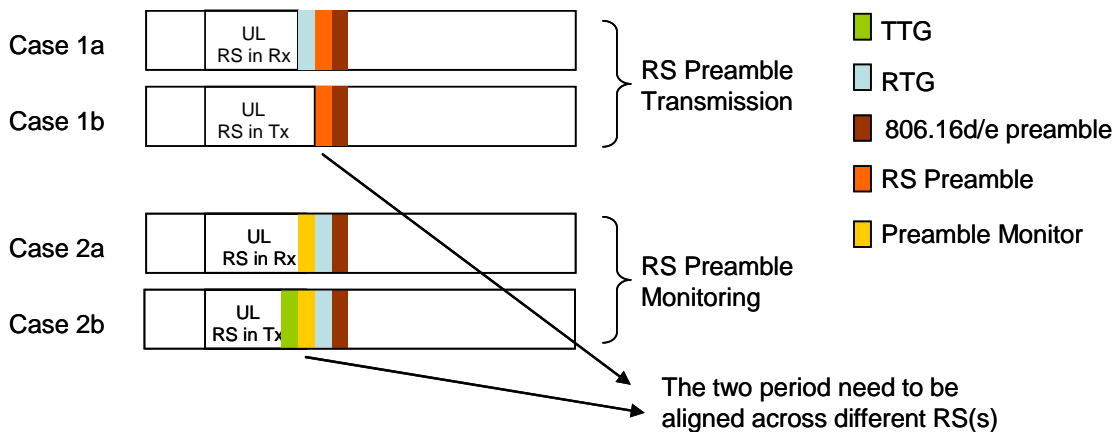 Case 1a
UL
RS in Rx
Case 1b
UL
RS in Tx
RS Preamble
Transmission
Case 2a
UL
RS in Rx
Case 2b
UL
RS in Tx
RS Preamble
Monitoring
TTG
RTG
806.16d/e preamble
RS Preamble
Preamble Monitor
The two period need to be
aligned across different RS(s)